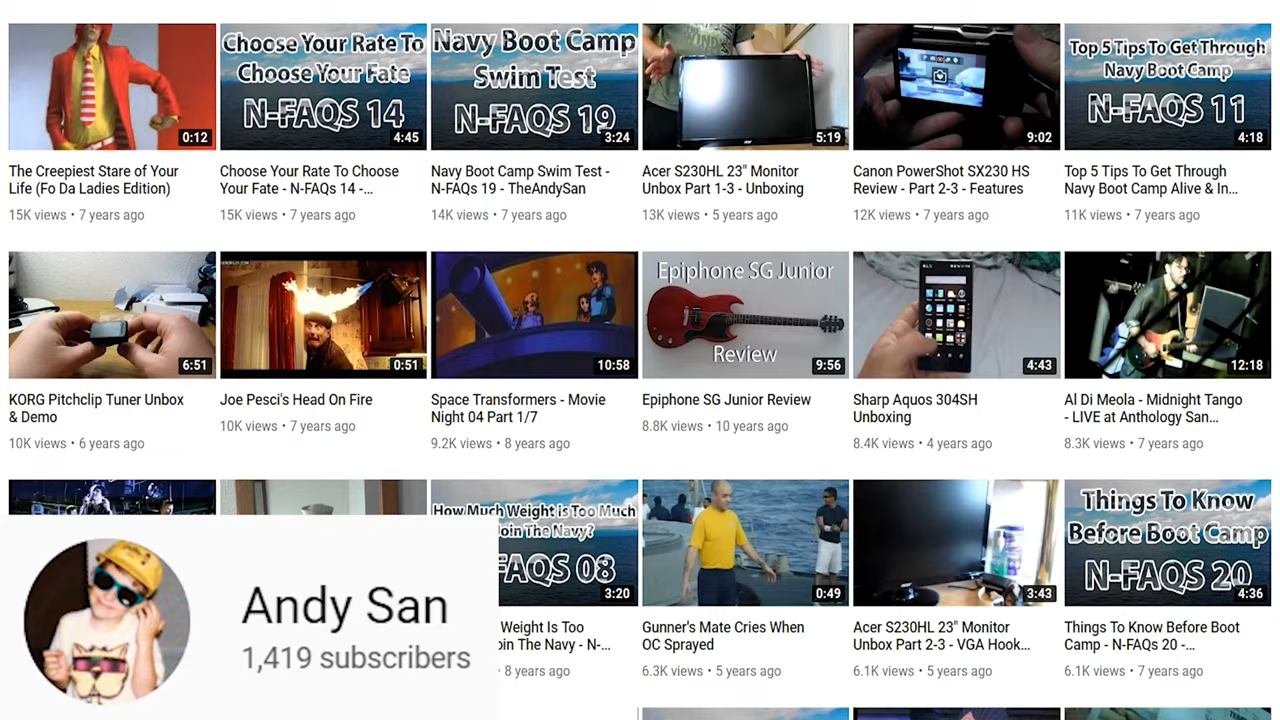 0:12
Choose Your Rate To
Choose Your Fate
N-FAQS 14
4:45
Navy Boot Camp
Swim Test
N-FAQS 19
3:24
5:19
9:02
Top 5 Tips To Get Through
Navy Boot Camp
N-FAQS 11
4:18
The Creepiest Stare of Your
Life (Fo Da Ladies Edition)
15K views • 7 years ago
Choose Your Rate To Choose
Your Fate - N-FAQs 14 -...
15K views • 7 years ago
Navy Boot Camp Swim Test -
N-FAQs 19 - TheAndySan
14K views • 7 years ago
Acer S230HL 23" Monitor
Unbox Part 1-3 - Unboxing
13K views • 5 years ago
Canon PowerShot SX230 HS
Review - Part 2-3 - Features
12K views • 7 years ago
Top 5 Tips To Get Through
Navy Boot Camp Alive & In...
11K views • 7 years ago
6:51
0:51
10:58
Epiphone SG Junior
Review
9:56
4:43
12:18
KORG Pitchclip Tuner Unbox
& Demo
10K views • 6 years ago
Joe Pesci's Head On Fire
10K views • 7 years ago
Space Transformers - Movie
Night 04 Part 1/7
9.2K views • 8 years ago
Epiphone SG Junior Review
8.8K views • 10 years ago
Sharp Aquos 304SH
Unboxing
8.4K views • 4 years ago
Al Di Meola - Midnight Tango
- LIVE at Anthology San...
8.3K views • 7 years ago
How Much Weight is Too Much
Join The Navy?
FAQS 08
3:20
0:49
3:43
Things To Know
Before Boot Camp
N-FAQS 20
4:36
Weight Is Too
oin The Navy - N-...
8 years ago
Gunner's Mate Cries When
OC Sprayed
6.3K views • 7 years ago
Acer S230HL 23" Monitor
Unbox Part 2-3 - VGA Hook...
6.1K views • 5 years ago
Things To Know Before Boot
Camp - N-FAQs 20 -...
6.1K views • 7 years ago
Andy San
1,419 subscribers